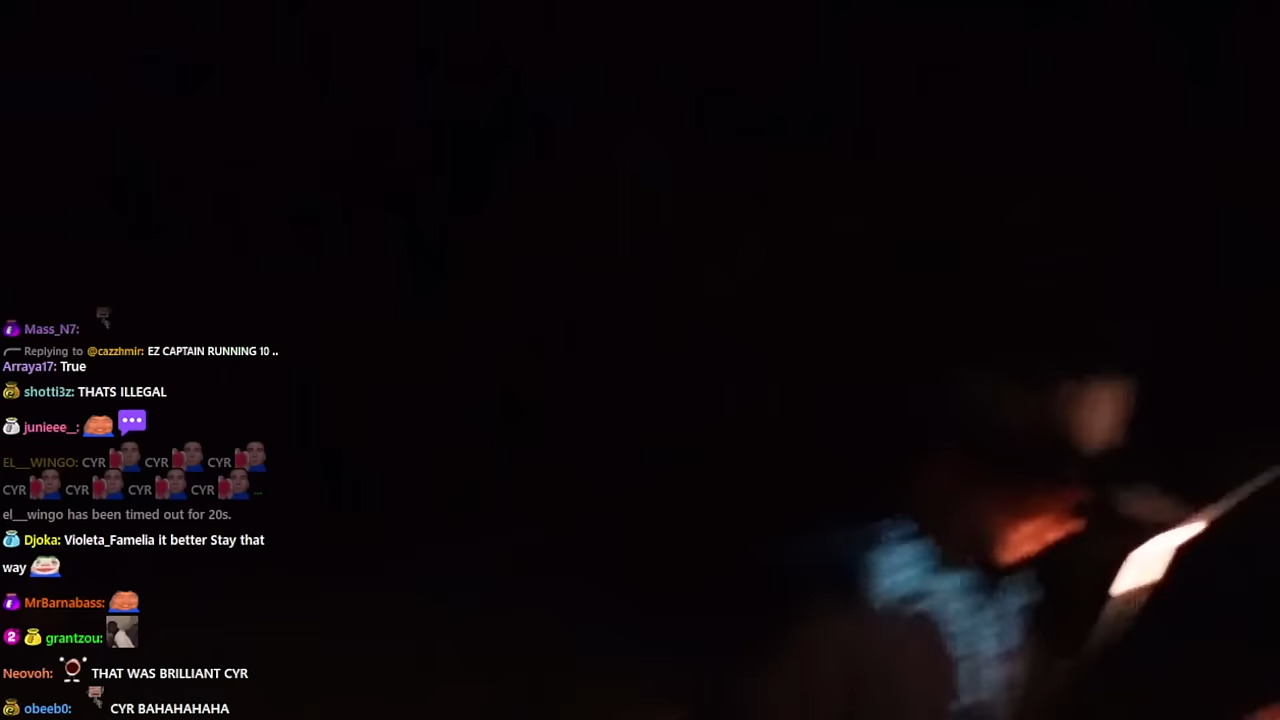 Mass_N7:
Replying to @cazzhmir: EZ CAPTAIN RUNNING 10 ..
Arraya17: True
shotti3z: THATS ILLEGAL
junieee__:
EL__WINGO: CYR CYR CYR
CYR CYR CYR CYR ...
el__wingo has been timed out for 20s.
Djoka: Violeta_Famelia it better Stay that
way
MrBarnabass:
2 grantzou:
Neovoh: THAT WAS BRILLIANT CYR
obeeb0: CYR BAHAHAHAHA